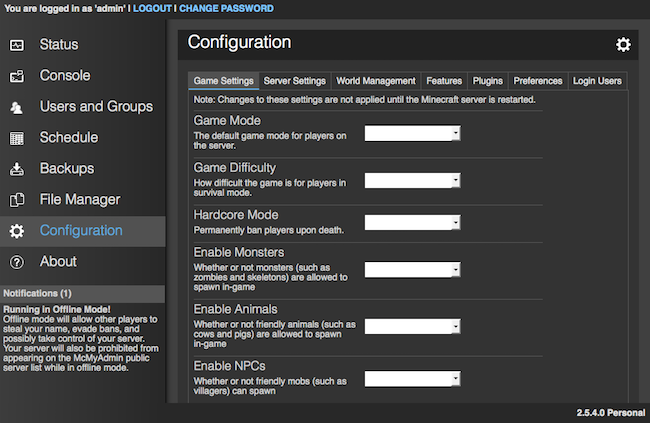 You are logged in as 'admin' | LOGOUT | CHANGE PASSWORD
Status
Console
Users and Groups
Schedule
Backups
File Manager
Configuration
About
Notifications (1)
Running in Offline Mode!
Offline mode will allow other players to
steal your name, evade bans, and
possibly take control of your server.
Your server will also be prohibited from
appearing on the McMyAdmin public
server list while in offline mode.
Configuration
Game Settings Server Settings World Management Features Plugins Preferences Login Users
Note: Changes to these settings are not applied until the Minecraft server is restarted.
Game Mode
The default game mode for players on
the server.
Game Difficulty
How difficult the game is for players in
survival mode.
Hardcore Mode
Permanently ban players upon death.
Enable Monsters
Whether or not monsters (such as
zombies and skeletons) are allowed to
spawn in-game
Enable Animals
Whether or not friendly animals (such as
cows and pigs) are allowed to spawn
in-game
Enable NPCs
Whether or not friendly mobs (such as
villagers) can spawn
2.5.4.0 Personal